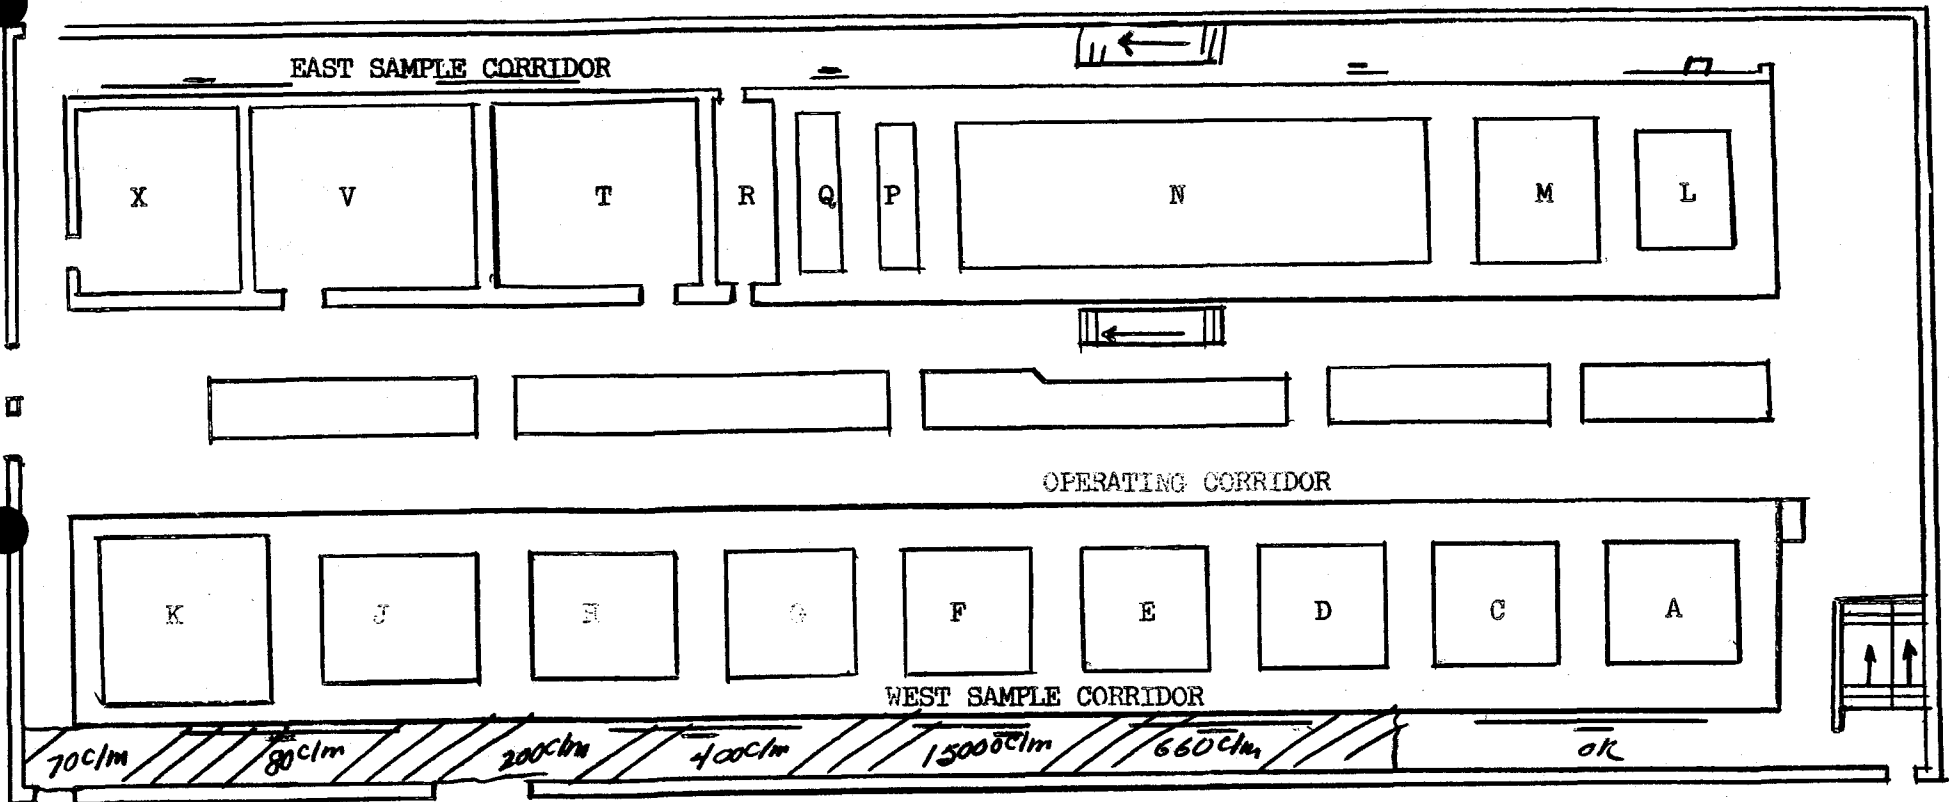 EAST SAMPLE CORRIDOR
X V T R Q P N M L
OPERATING CORRIDOR
K J H G F E D C A
WEST SAMPLE CORRIDOR
70c/m 80c/m 200c/m 400c/m 15000c/m 660c/m OK